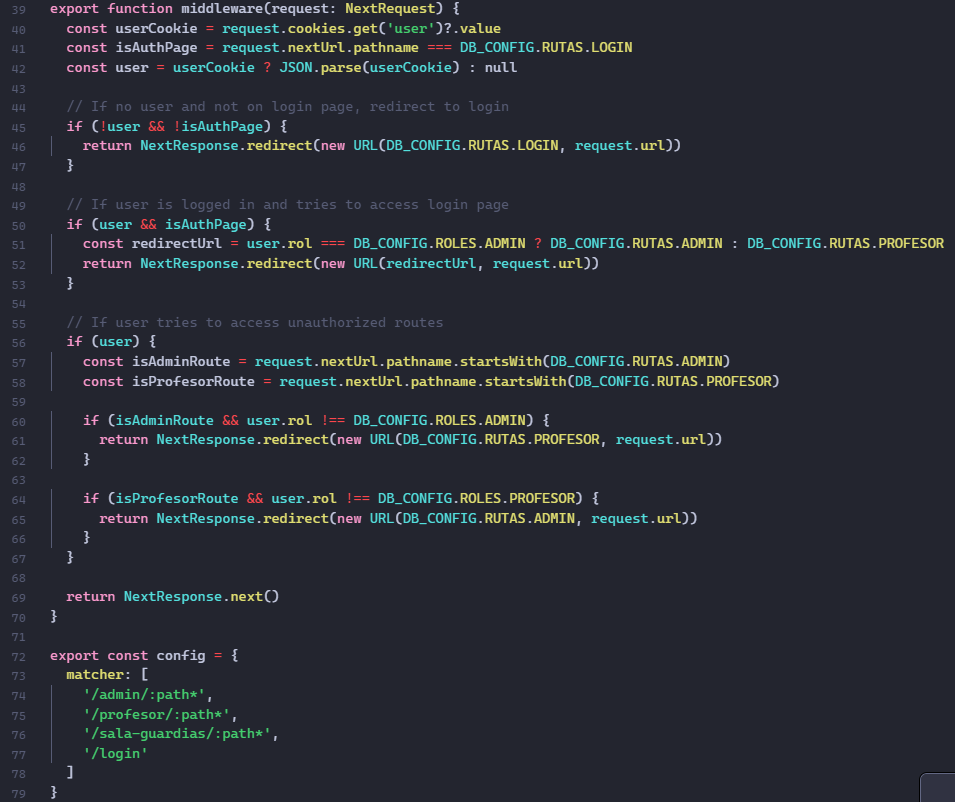 39 export function middleware(request: NextRequest) {
40   const userCookie = request.cookies.get('user')?.value
41   const isAuthPage = request.nextUrl.pathname === DB_CONFIG.RUTAS.LOGIN
42   const user = userCookie ? JSON.parse(userCookie) : null
43
44   // If no user and not on login page, redirect to login
45   if (!user && !isAuthPage) {
46     return NextResponse.redirect(new URL(DB_CONFIG.RUTAS.LOGIN, request.url))
47   }
48
49   // If user is logged in and tries to access login page
50   if (user && isAuthPage) {
51     const redirectUrl = user.rol === DB_CONFIG.ROLES.ADMIN ? DB_CONFIG.RUTAS.ADMIN : DB_CONFIG.RUTAS.PROFESOR
52     return NextResponse.redirect(new URL(redirectUrl, request.url))
53   }
54
55   // If user tries to access unauthorized routes
56   if (user) {
57     const isAdminRoute = request.nextUrl.pathname.startsWith(DB_CONFIG.RUTAS.ADMIN)
58     const isProfesorRoute = request.nextUrl.pathname.startsWith(DB_CONFIG.RUTAS.PROFESOR)
59
60     if (isAdminRoute && user.rol !== DB_CONFIG.ROLES.ADMIN) {
61       return NextResponse.redirect(new URL(DB_CONFIG.RUTAS.PROFESOR, request.url))
62     }
63
64     if (isProfesorRoute && user.rol !== DB_CONFIG.ROLES.PROFESOR) {
65       return NextResponse.redirect(new URL(DB_CONFIG.RUTAS.ADMIN, request.url))
66     }
67   }
68
69   return NextResponse.next()
70 }
71
72 export const config = {
73   matcher: [
74     '/admin/:path*',
75     '/profesor/:path*',
76     '/sala-guardias/:path*',
77     '/login'
78   ]
79 }